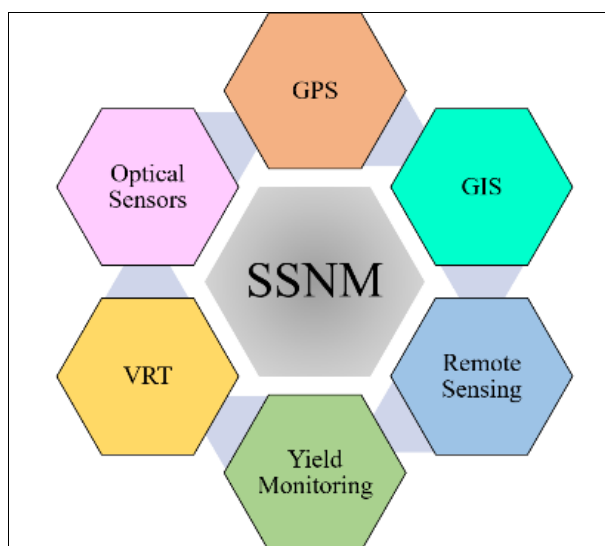 GPS
GIS
Remote
Sensing
Yield
Monitoring
VRT
Optical
Sensors
SSNM